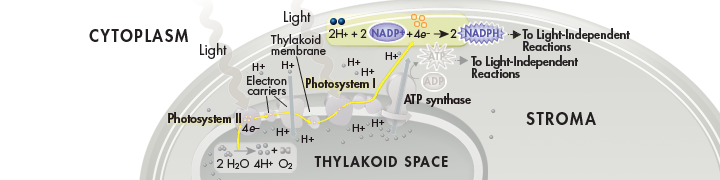 Light
CYTOPLASM
2H+ + 2 NADP+ +4e- → 2 NADPH → To Light-Independent
Reactions
Light
Thylakoid
membrane
ATP → To Light-Independent
Reactions
H+
H+
H+
H+
H+
Electron
carriers
Photosystem I
ADP
ATP synthase
Photosystem II
4e-
H+
H+
H+
H+
STROMA
+
2 H₂O 4H+ O₂
THYLAKOID SPACE